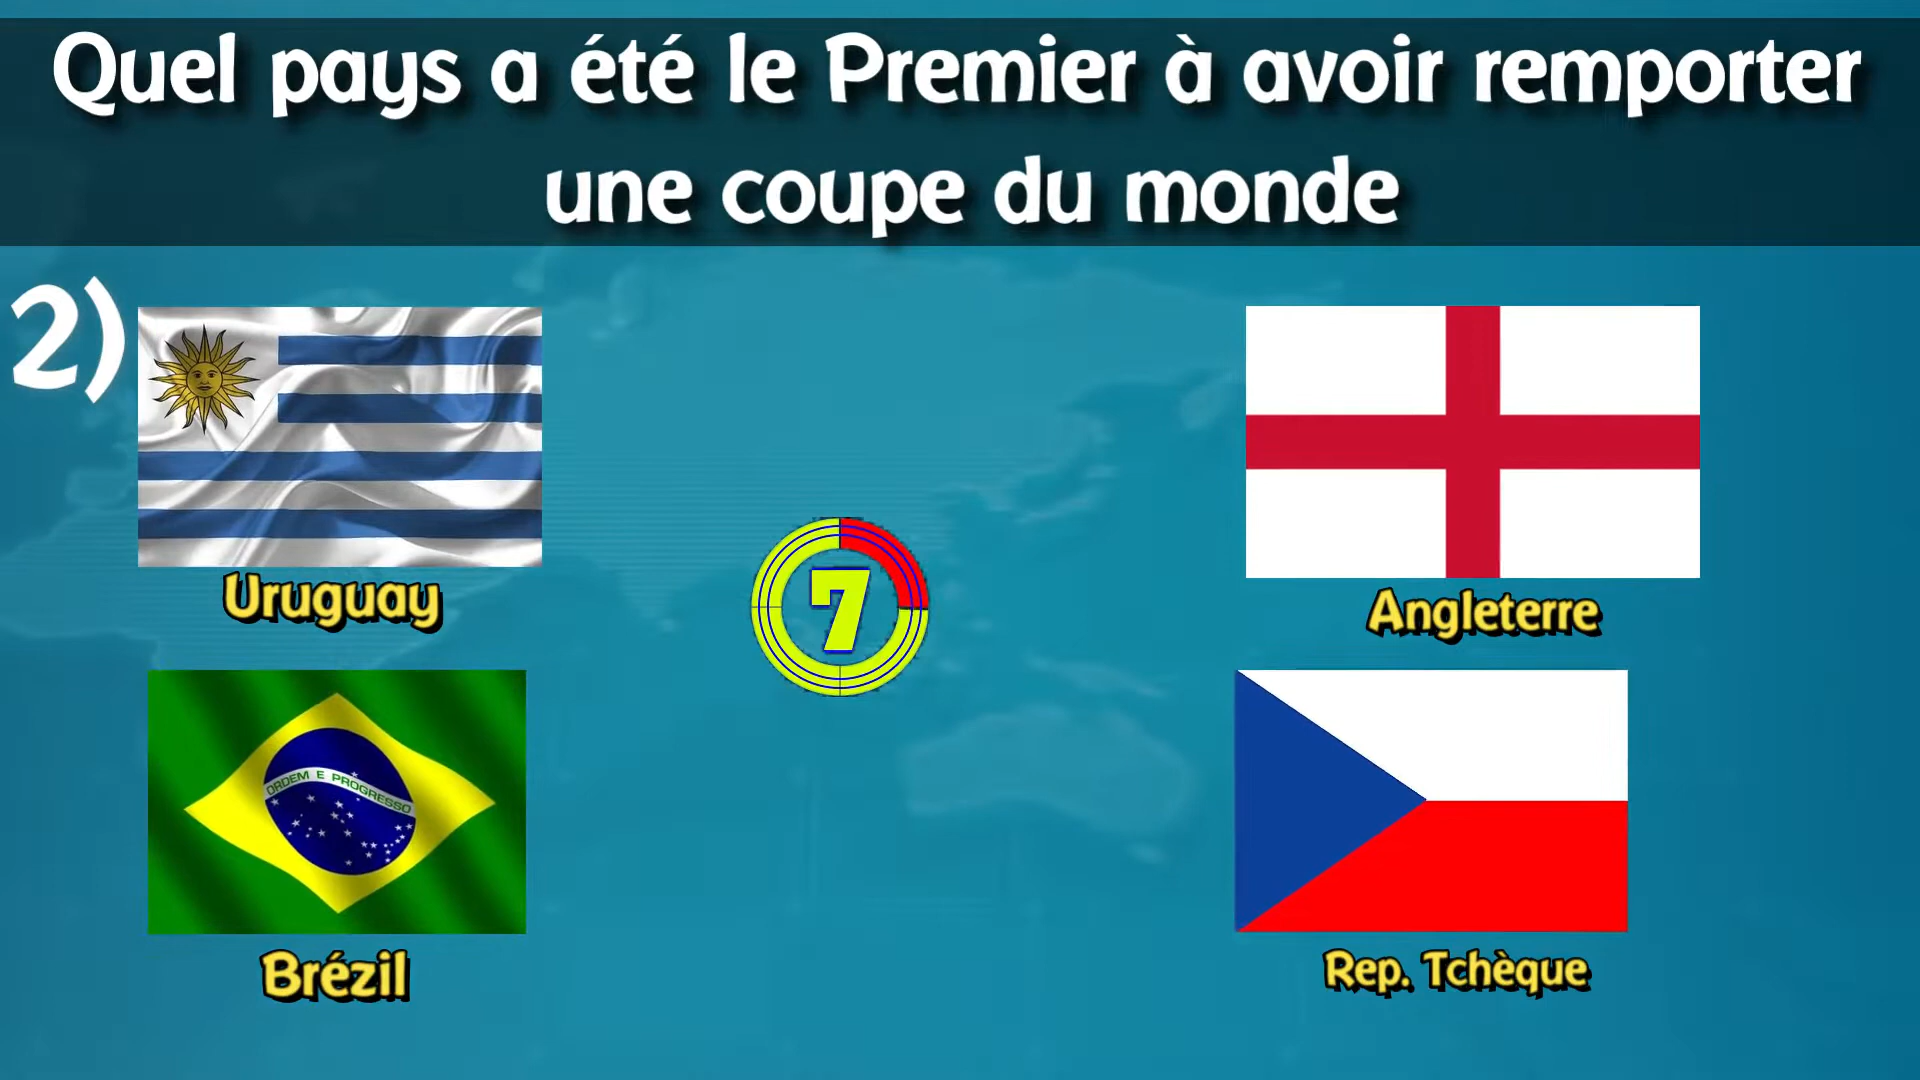 Quel pays a été le Premier à avoir remporter
une coupe du monde
2)
Uruguay
Angleterre
7
ORDEM E PROGRESSO
Brézil
Rep. Tchèque